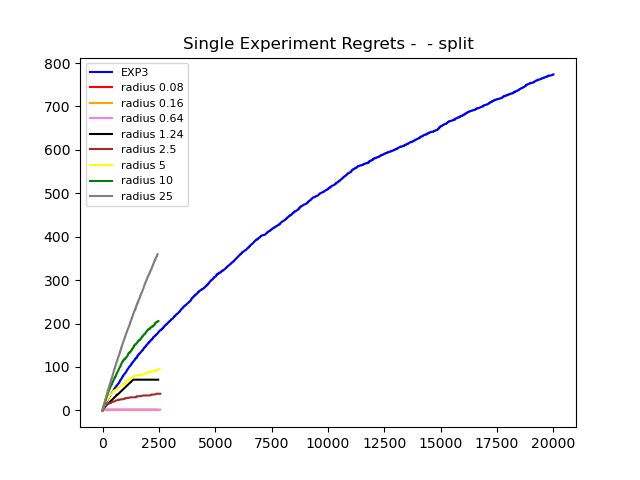 Single Experiment Regrets -  - split
800
700
600
500
400
300
200
100
0
EXP3
radius 0.08
radius 0.16
radius 0.64
radius 1.24
radius 2.5
radius 5
radius 10
radius 25
0 2500 5000 7500 10000 12500 15000 17500 20000